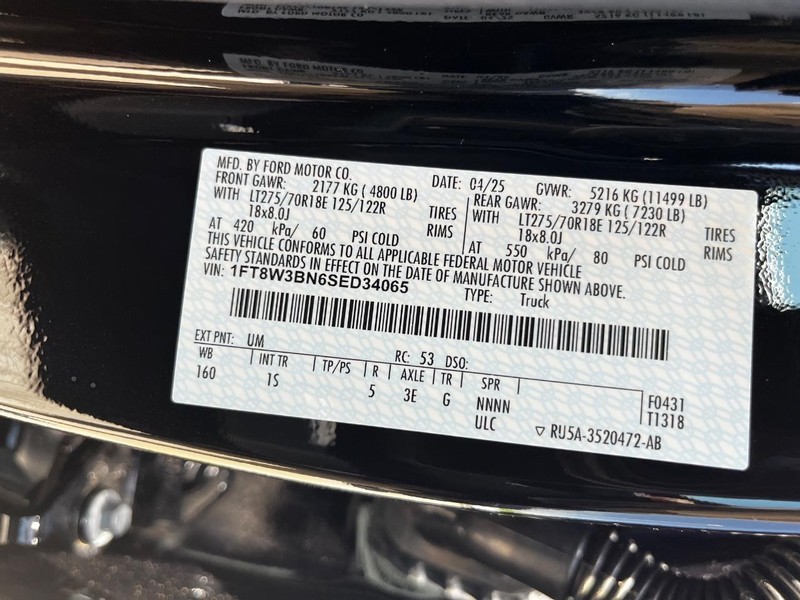 MFD. BY FORD MOTOR CO.
DATE: 04/25 GVWR: 5216 KG (11499 LB)
FRONT GAWR: 2177 KG ( 4800 LB)
WITH LT275/70R18E 125/122R TIRES
18x8.0J RIMS
AT 420 kPa/ 60 PSI COLD
REAR GAWR: 3279 KG ( 7230 LB)
WITH LT275/70R18E 125/122R TIRES
18x8.0J RIMS
AT 550 kPa/ 80 PSI COLD
THIS VEHICLE CONFORMS TO ALL APPLICABLE FEDERAL MOTOR VEHICLE
SAFETY STANDARDS IN EFFECT ON THE DATE OF MANUFACTURE SHOWN ABOVE.
VIN: 1FT8W3BN6SED34065 TYPE: Truck
EXT PNT: UM RC: 53 DSO:
WB INT TR TP/PS R AXLE TR SPR
160 1S 5 3E G NNNN
ULC
F0431
T1318
▽ RU5A-3520472-AB
MFD. BY FORD MOTOR CO